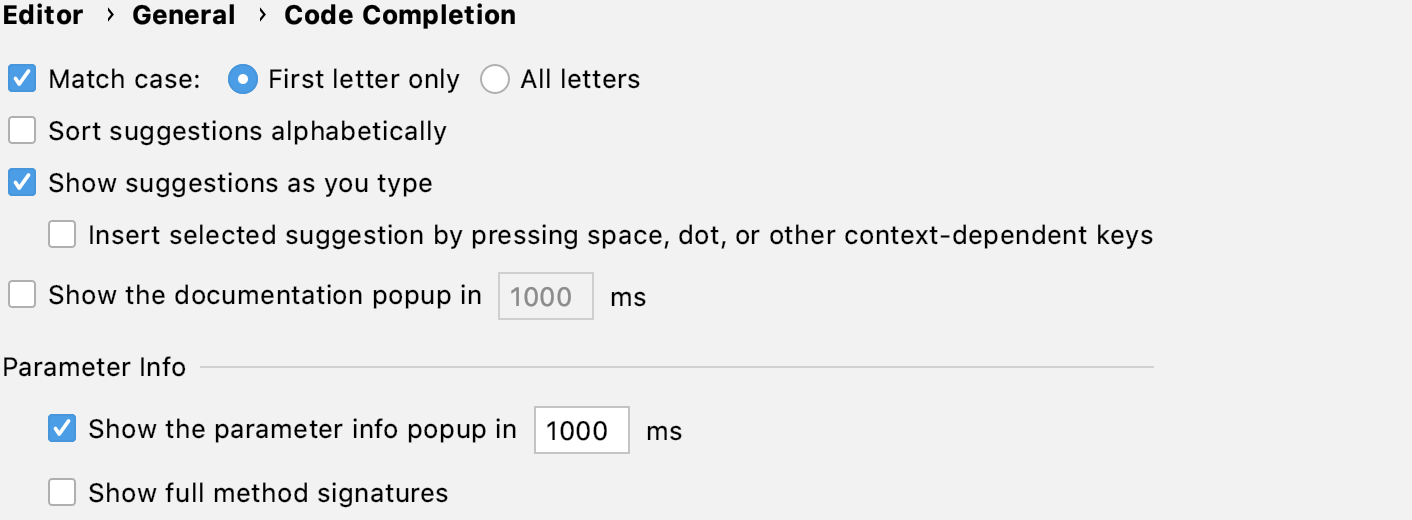 Editor › General › Code Completion
Match case: First letter only All letters
Sort suggestions alphabetically
Show suggestions as you type
Insert selected suggestion by pressing space, dot, or other context-dependent keys
Show the documentation popup in 1000 ms
Parameter Info
Show the parameter info popup in 1000 ms
Show full method signatures